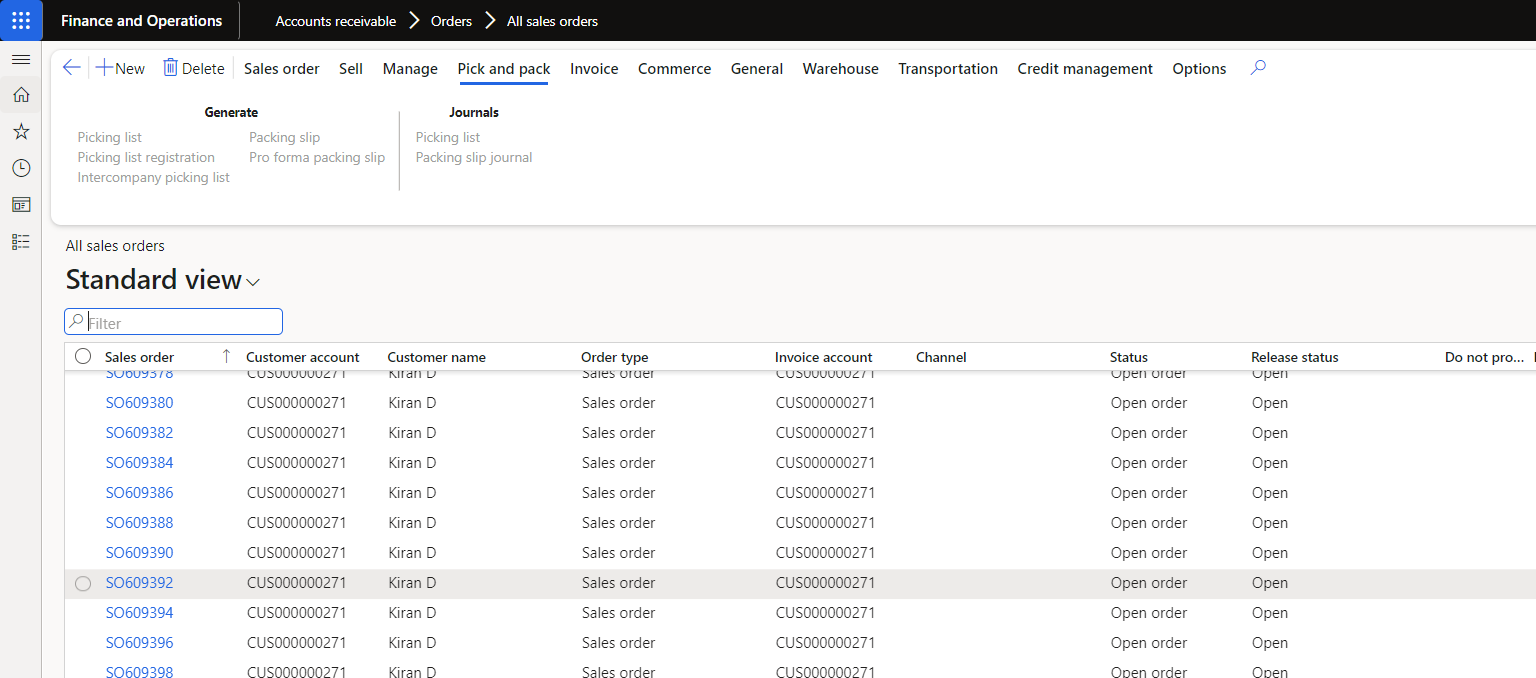 Finance and Operations Accounts receivable Orders All sales orders
New Delete Sales order Sell Manage Pick and pack Invoice Commerce General Warehouse Transportation Credit management Options
Generate Journals
Picking list Packing slip Picking list
Picking list registration Pro forma packing slip Packing slip journal
Intercompany picking list
All sales orders
Standard view
Filter
Sales order Customer account Customer name Order type Invoice account Channel Status Release status Do not pro...
SO609378 CUS000000271 Kiran D Sales order CUS000000271 Open order Open
SO609380 CUS000000271 Kiran D Sales order CUS000000271 Open order Open
SO609382 CUS000000271 Kiran D Sales order CUS000000271 Open order Open
SO609384 CUS000000271 Kiran D Sales order CUS000000271 Open order Open
SO609386 CUS000000271 Kiran D Sales order CUS000000271 Open order Open
SO609388 CUS000000271 Kiran D Sales order CUS000000271 Open order Open
SO609390 CUS000000271 Kiran D Sales order CUS000000271 Open order Open
SO609392 CUS000000271 Kiran D Sales order CUS000000271 Open order Open
SO609394 CUS000000271 Kiran D Sales order CUS000000271 Open order Open
SO609396 CUS000000271 Kiran D Sales order CUS000000271 Open order Open
SO609398 CUS000000271 Kiran D Sales order CUS000000271 Open order Open